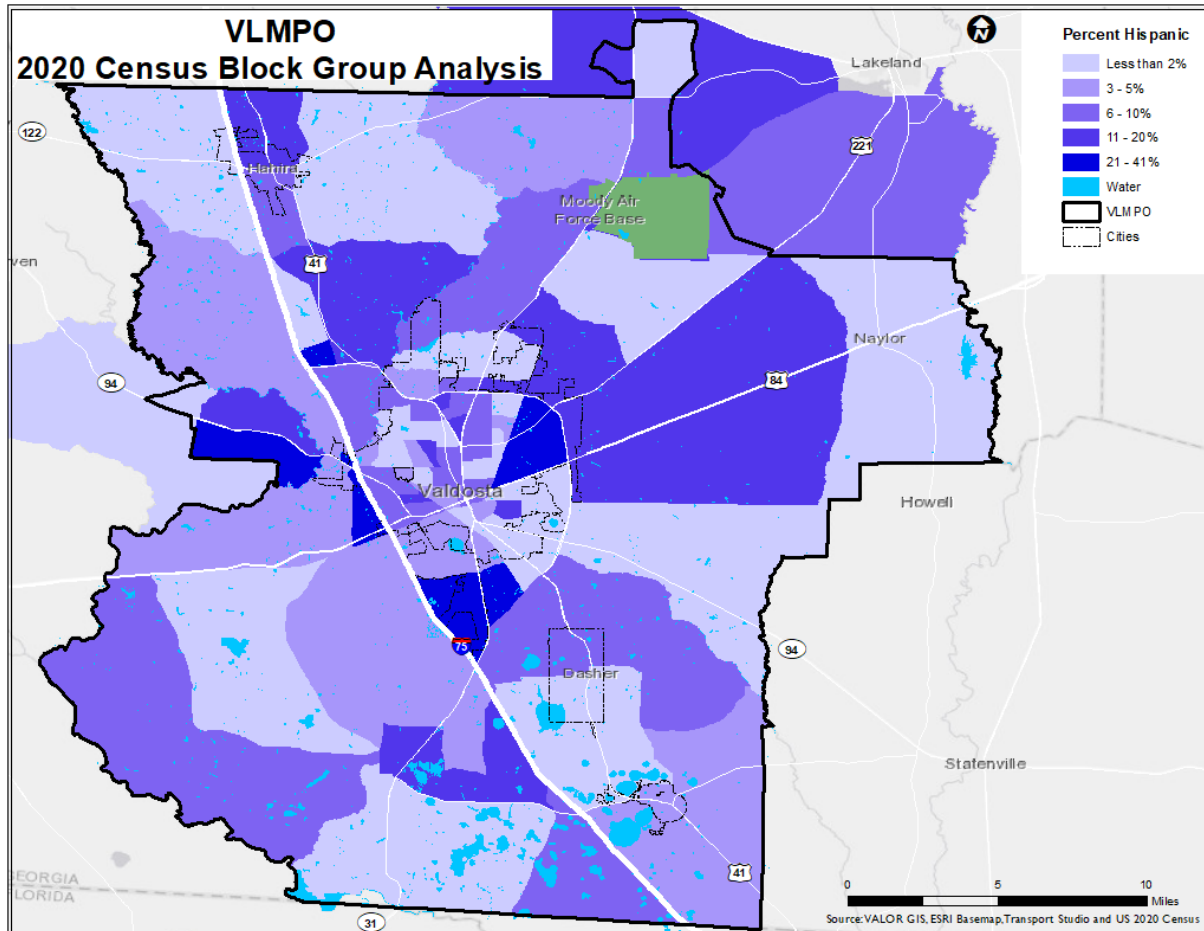 VLMPO
2020 Census Block Group Analysis
N
Percent Hispanic
Less than 2%
3 - 5%
6 - 10%
11 - 20%
21 - 41%
Water
VLMPO
Cities
Lakeland
122
221
Hahira
Moody Air
Force Base
ven
41
Naylor
94
84
Valdosta
Howell
75
94
Dasher
Statenville
41
GEORGIA
FLORIDA
31
0 5 10
Miles
Source: VALOR GIS, ESRI Basemap, Transport Studio and US 2020 Census